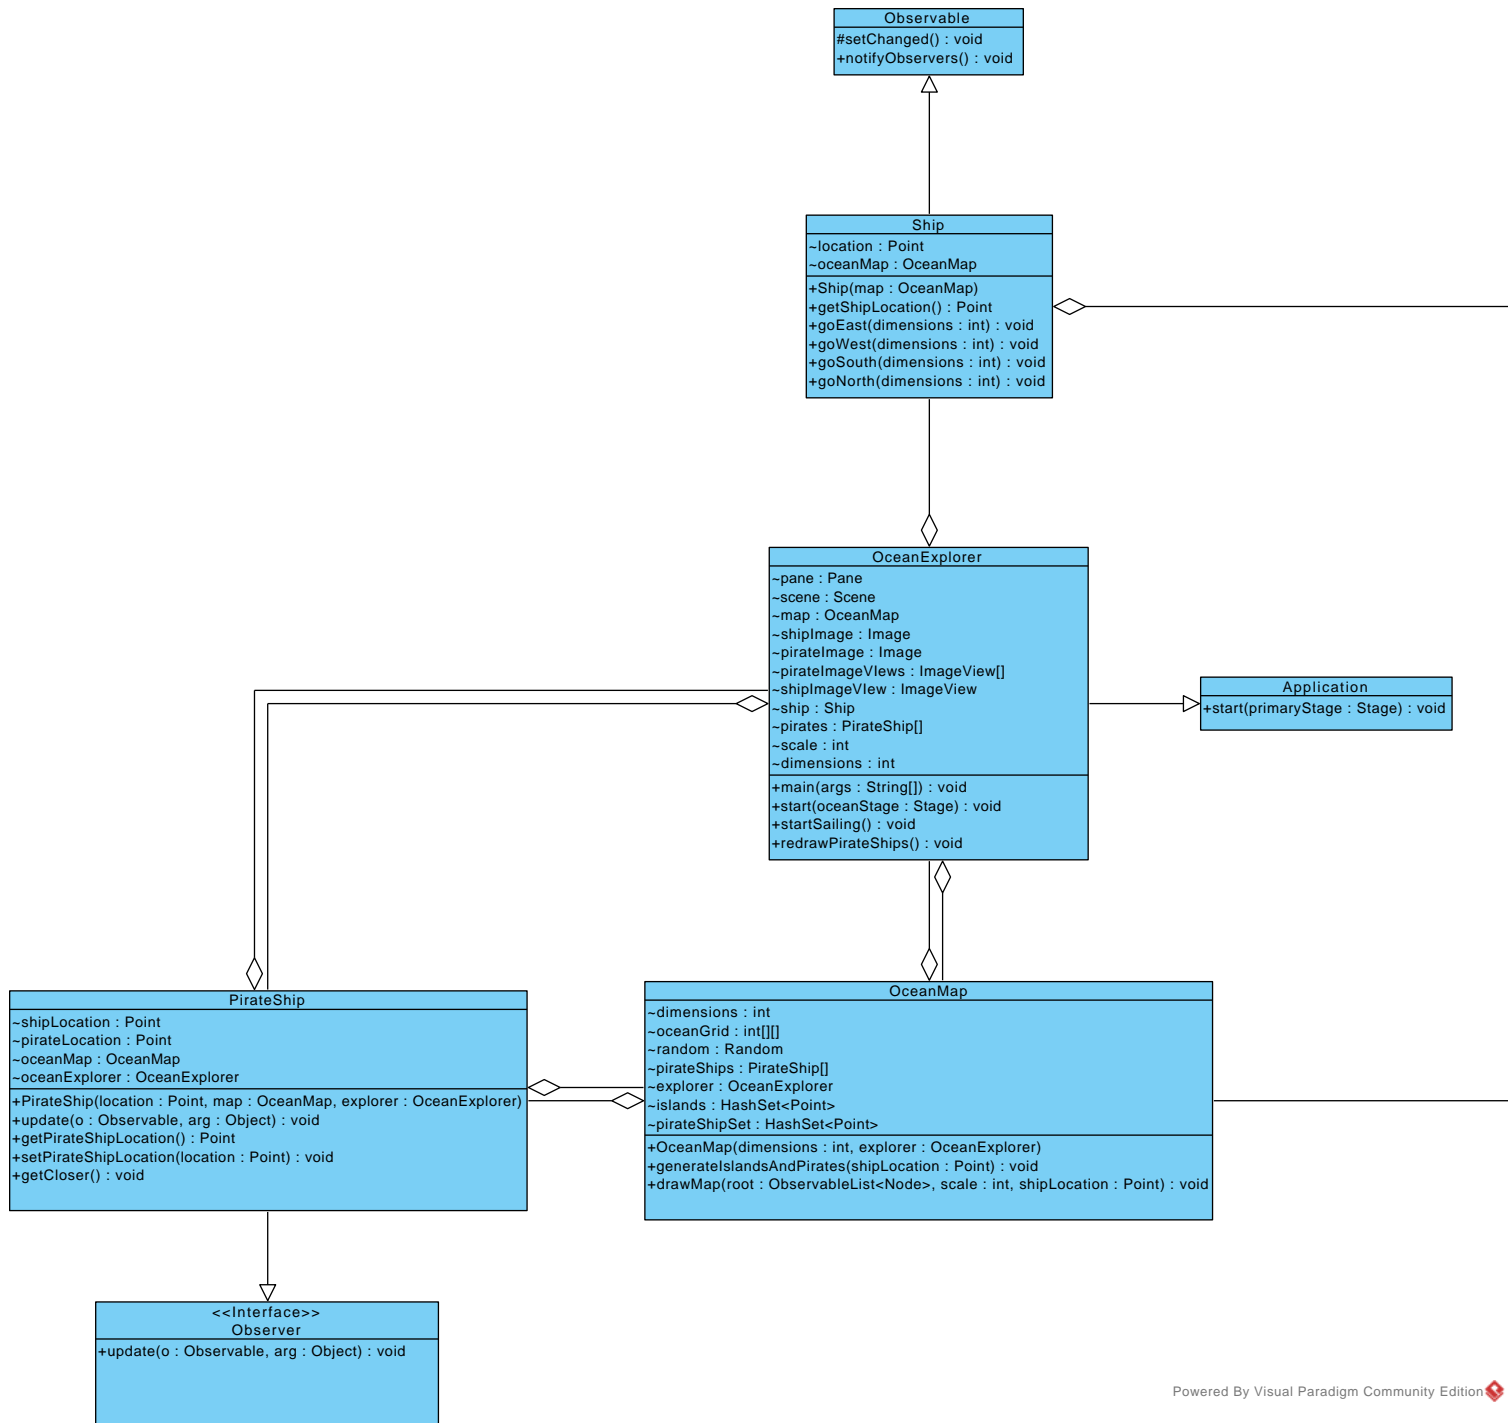 Observable
#setChanged() : void
+notifyObservers() : void
Ship
~location : Point
~oceanMap : OceanMap
+Ship(map : OceanMap)
+getShipLocation() : Point
+goEast(dimensions : int) : void
+goWest(dimensions : int) : void
+goSouth(dimensions : int) : void
+goNorth(dimensions : int) : void
OceanExplorer
~pane : Pane
~scene : Scene
~map : OceanMap
~shipImage : Image
~pirateImage : Image
~pirateImageVIews : ImageView[]
~shipImageVIew : ImageView
~ship : Ship
~pirates : PirateShip[]
~scale : int
~dimensions : int
+main(args : String[]) : void
+start(oceanStage : Stage) : void
+startSailing() : void
+redrawPirateShips() : void
Application
+start(primaryStage : Stage) : void
PirateShip
~shipLocation : Point
~pirateLocation : Point
~oceanMap : OceanMap
~oceanExplorer : OceanExplorer
+PirateShip(location : Point, map : OceanMap, explorer : OceanExplorer)
+update(o : Observable, arg : Object) : void
+getPirateShipLocation() : Point
+setPirateShipLocation(location : Point) : void
+getCloser() : void
OceanMap
~dimensions : int
~oceanGrid : int[][]
~random : Random
~pirateShips : PirateShip[]
~explorer : OceanExplorer
~islands : HashSet<Point>
~pirateShipSet : HashSet<Point>
+OceanMap(dimensions : int, explorer : OceanExplorer)
+generateIslandsAndPirates(shipLocation : Point) : void
+drawMap(root : ObservableList<Node>, scale : int, shipLocation : Point) : void
<<Interface>>
Observer
+update(o : Observable, arg : Object) : void
Powered By Visual Paradigm Community Edition